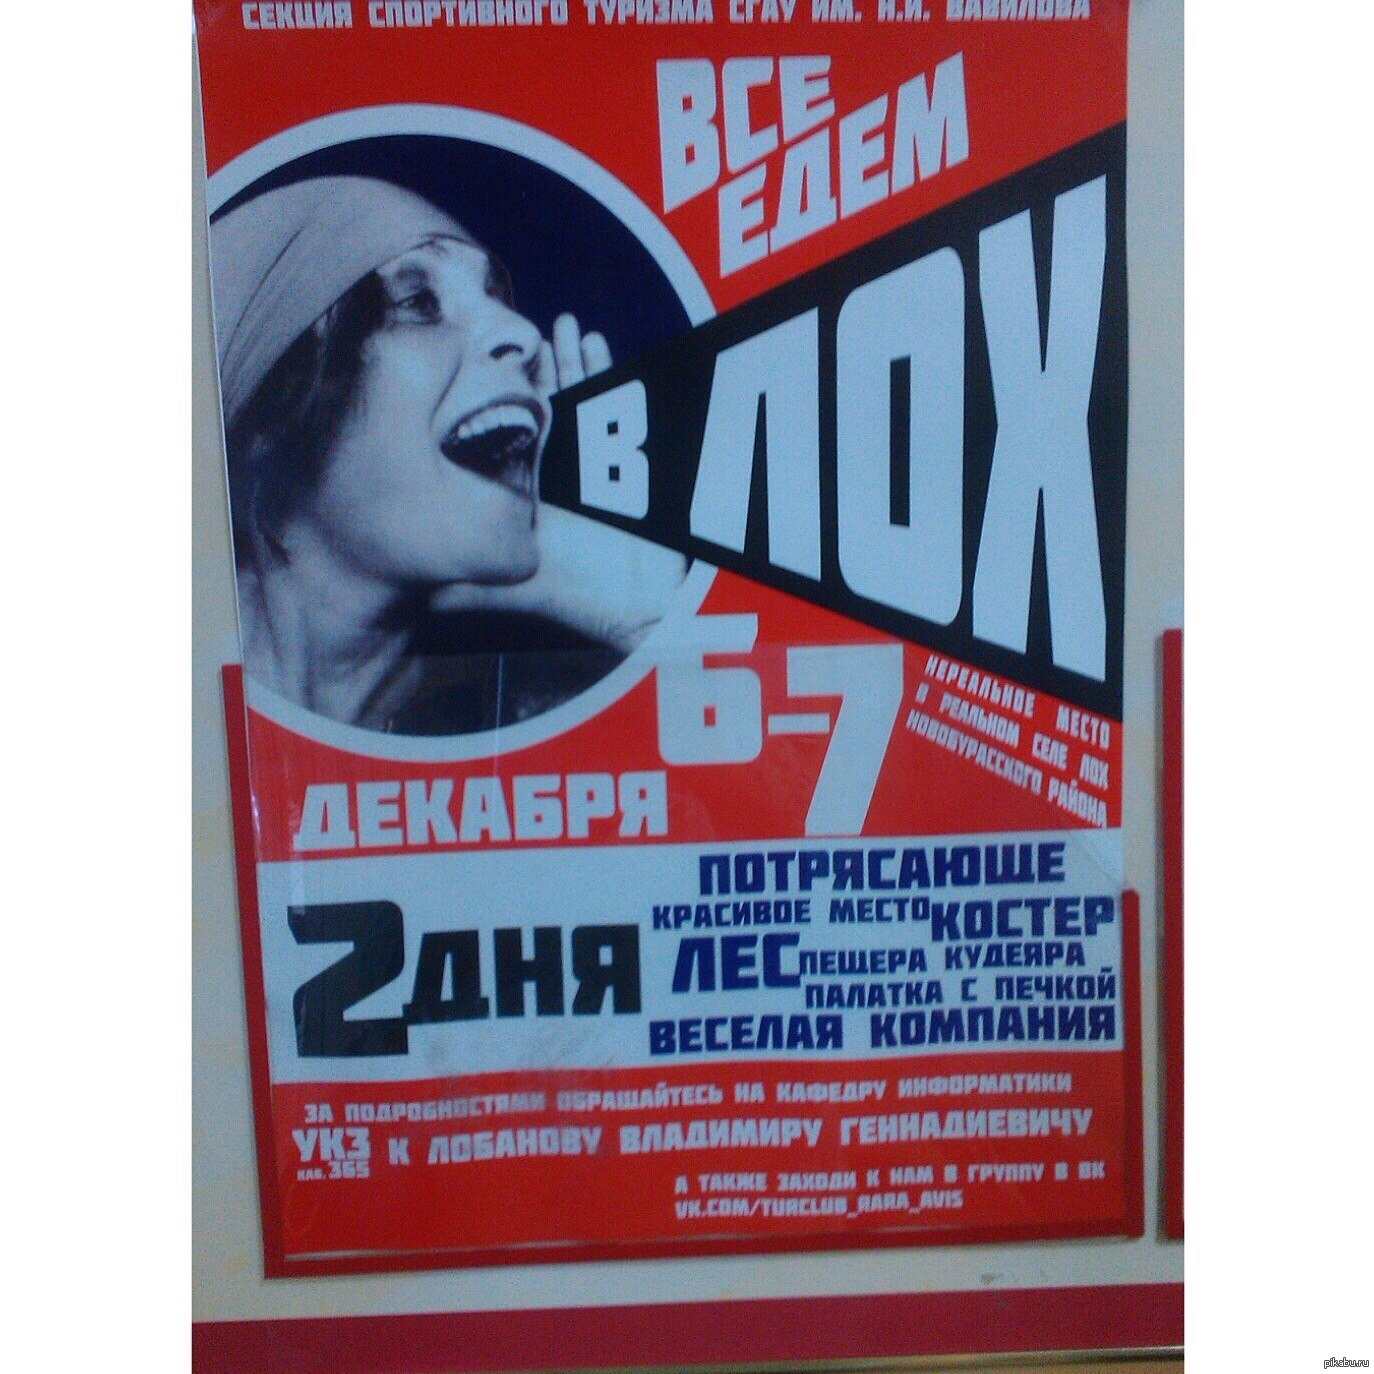 СЕКЦИЯ СПОРТИВНОГО ТУРИЗМА СГАУ ИМ. Н.И. ВАВИЛОВА
ВСЕ
ЕДЕМ
В ЛОХ
6-7
ДЕКАБРЯ
НЕРЕАЛЬНОЕ МЕСТО
В РЕАЛЬНОМ СЕЛЕ ЛОХ
НОВОБУРАССКОГО РАЙОНА
2 ДНЯ
ПОТРЯСАЮЩЕ
КРАСИВОЕ МЕСТО КОСТЕР
ЛЕС ПЕЩЕРА КУДЕЯРА
ПАЛАТКА С ПЕЧКОЙ
ВЕСЕЛАЯ КОМПАНИЯ
ЗА ПОДРОБНОСТЯМИ ОБРАЩАЙТЕСЬ НА КАФЕДРУ ИНФОРМАТИКИ
УК3 К ЛОБАНОВУ ВЛАДИМИРУ ГЕННАДИЕВИЧУ
КАБ. 365
А ТАКЖЕ ЗАХОДИ К НАМ В ГРУППУ В ВК
VK.COM/TURCLUB_RARA_AVIS
pikabu.ru